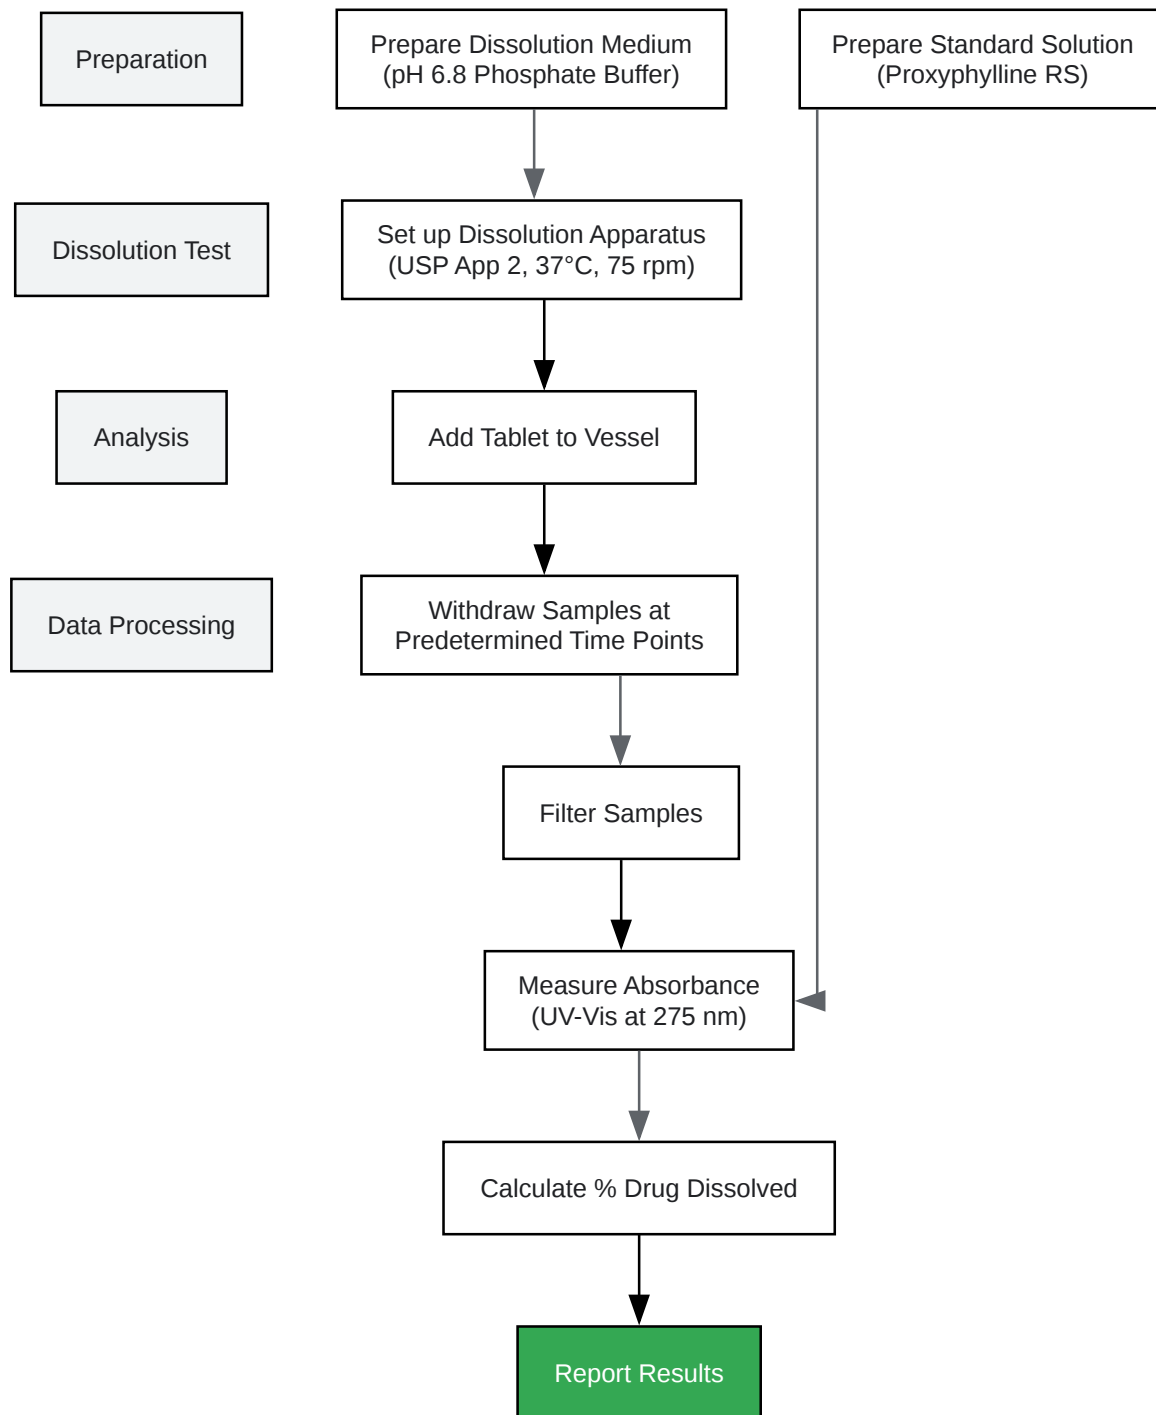 Preparation
Prepare Dissolution Medium
(pH 6.8 Phosphate Buffer)
Prepare Standard Solution
(Proxyphylline RS)
Dissolution Test
Set up Dissolution Apparatus
(USP App 2, 37°C, 75 rpm)
Analysis
Add Tablet to Vessel
Data Processing
Withdraw Samples at
Predetermined Time Points
Filter Samples
Measure Absorbance
(UV-Vis at 275 nm)
Calculate % Drug Dissolved
Report Results